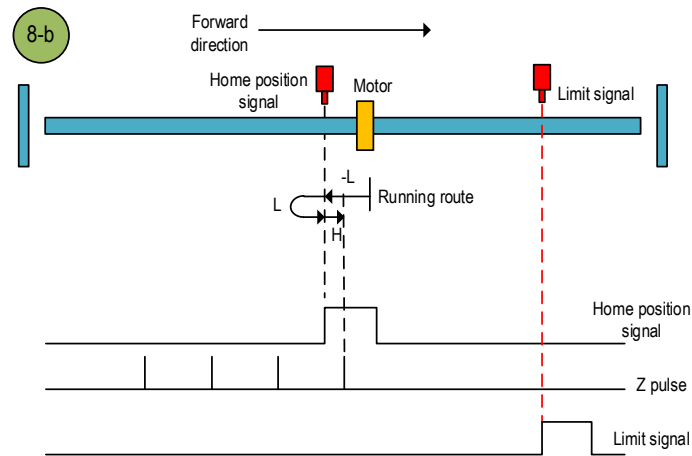 8-b
Forward
direction
Home position
signal
Motor
Limit signal
-L
L
Running route
H
Home position
signal
Z pulse
Limit signal